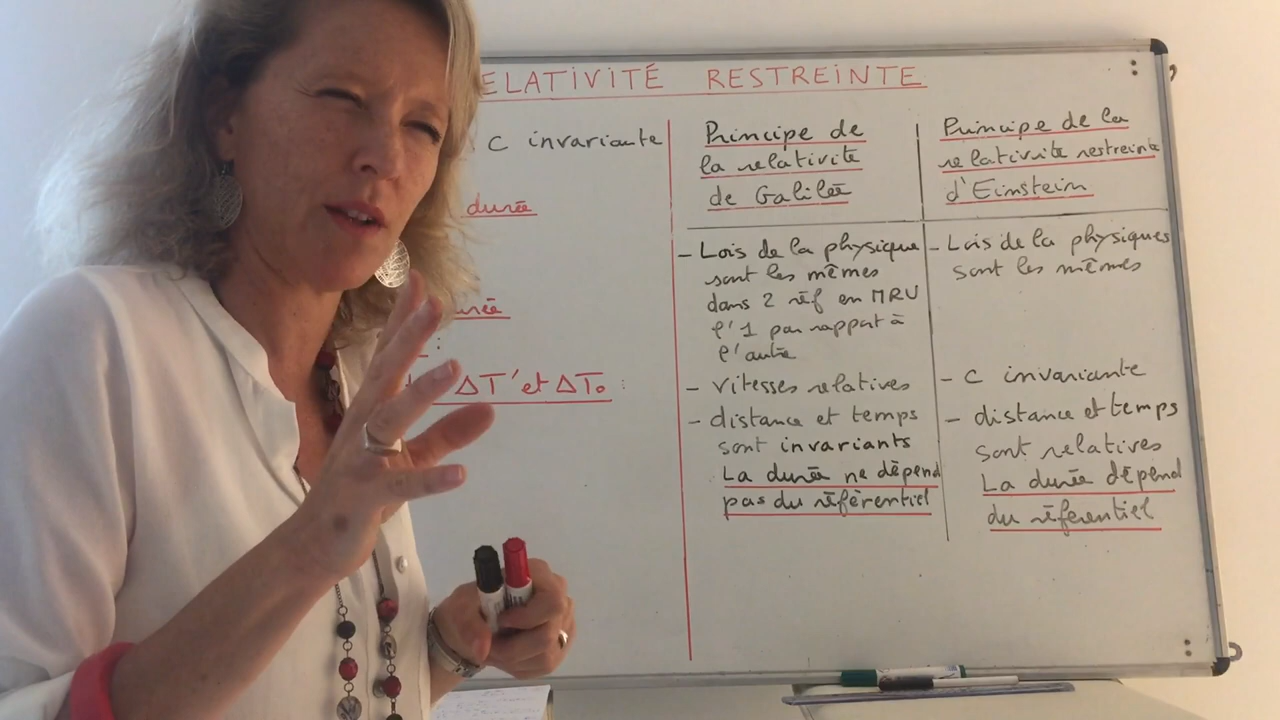 ELATIVITÉ RESTREINTE
C invariante
durée
ΔT' et ΔT₀ :
Principe de
la relativité
de Galilée
- Lois de la physique
sont les mêmes
dans 2 réf en MRU
l'1 par rapport à
l'autre
- Vitesses relatives
- distance et temps
sont invariants
La durée ne dépend
pas du référentiel
Principe de la
relativité restreinte
d'Einstein
- Lois de la physiques
sont les mêmes
- C invariante
- distance et temps
sont relatives
La durée dépend
du référentiel